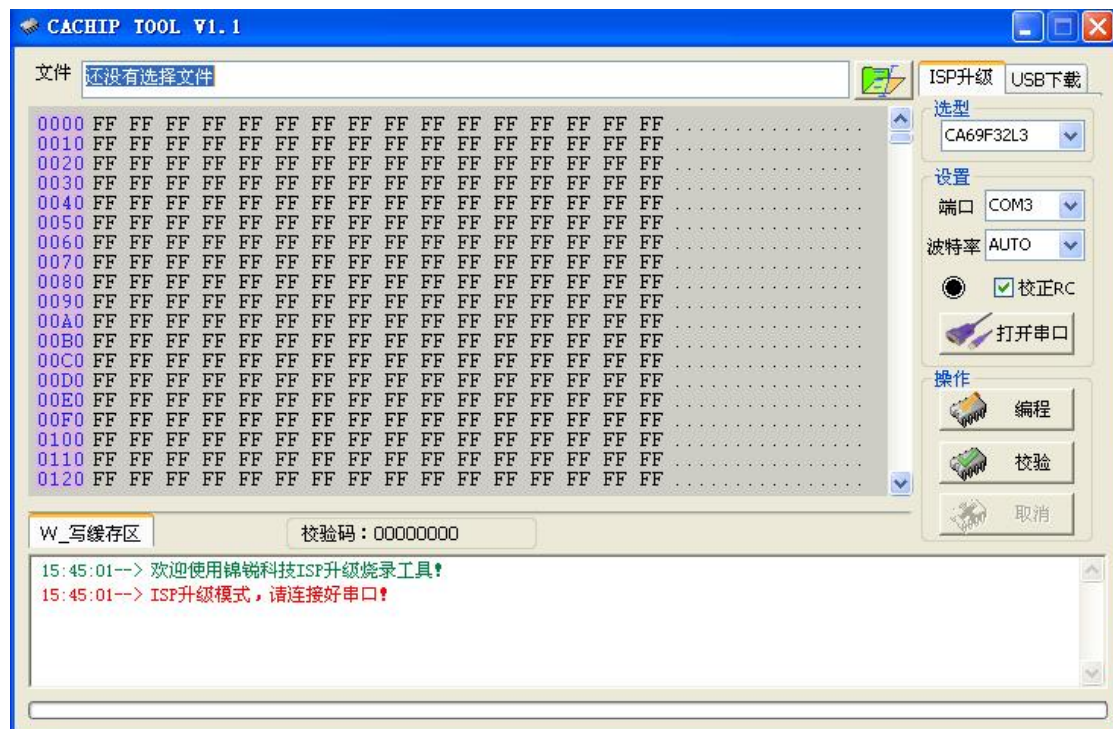 CACHIP TOOL V1.1
文件 还没有选择文件
ISP升级 USB下载
0000 FF FF FF FF FF FF FF FF FF FF FF FF FF FF FF FF ................
0010 FF FF FF FF FF FF FF FF FF FF FF FF FF FF FF FF ................
0020 FF FF FF FF FF FF FF FF FF FF FF FF FF FF FF FF ................
0030 FF FF FF FF FF FF FF FF FF FF FF FF FF FF FF FF ................
0040 FF FF FF FF FF FF FF FF FF FF FF FF FF FF FF FF ................
0050 FF FF FF FF FF FF FF FF FF FF FF FF FF FF FF FF ................
0060 FF FF FF FF FF FF FF FF FF FF FF FF FF FF FF FF ................
0070 FF FF FF FF FF FF FF FF FF FF FF FF FF FF FF FF ................
0080 FF FF FF FF FF FF FF FF FF FF FF FF FF FF FF FF ................
0090 FF FF FF FF FF FF FF FF FF FF FF FF FF FF FF FF ................
00A0 FF FF FF FF FF FF FF FF FF FF FF FF FF FF FF FF ................
00B0 FF FF FF FF FF FF FF FF FF FF FF FF FF FF FF FF ................
00C0 FF FF FF FF FF FF FF FF FF FF FF FF FF FF FF FF ................
00D0 FF FF FF FF FF FF FF FF FF FF FF FF FF FF FF FF ................
00E0 FF FF FF FF FF FF FF FF FF FF FF FF FF FF FF FF ................
00F0 FF FF FF FF FF FF FF FF FF FF FF FF FF FF FF FF ................
0100 FF FF FF FF FF FF FF FF FF FF FF FF FF FF FF FF ................
0110 FF FF FF FF FF FF FF FF FF FF FF FF FF FF FF FF ................
0120 FF FF FF FF FF FF FF FF FF FF FF FF FF FF FF FF ................
选型
CA69F32L3
设置
端口 COM3
波特率 AUTO
校正RC
打开串口
操作
编程
校验
取消
W_写缓存区 校验码：00000000
15:45:01--> 欢迎使用锦锐科技ISP升级烧录工具!
15:45:01--> ISP升级模式，请连接好串口!